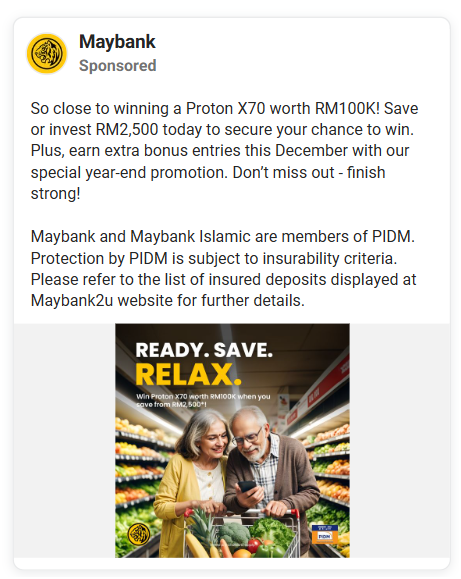 Maybank
Sponsored
So close to winning a Proton X70 worth RM100K! Save
or invest RM2,500 today to secure your chance to win.
Plus, earn extra bonus entries this December with our
special year-end promotion. Don’t miss out - finish
strong!
Maybank and Maybank Islamic are members of PIDM.
Protection by PIDM is subject to insurability criteria.
Please refer to the list of insured deposits displayed at
Maybank2u website for further details.
READY. SAVE.
RELAX.
Win Proton X70 worth RM100K when you
save from RM2,500*!
PIDM